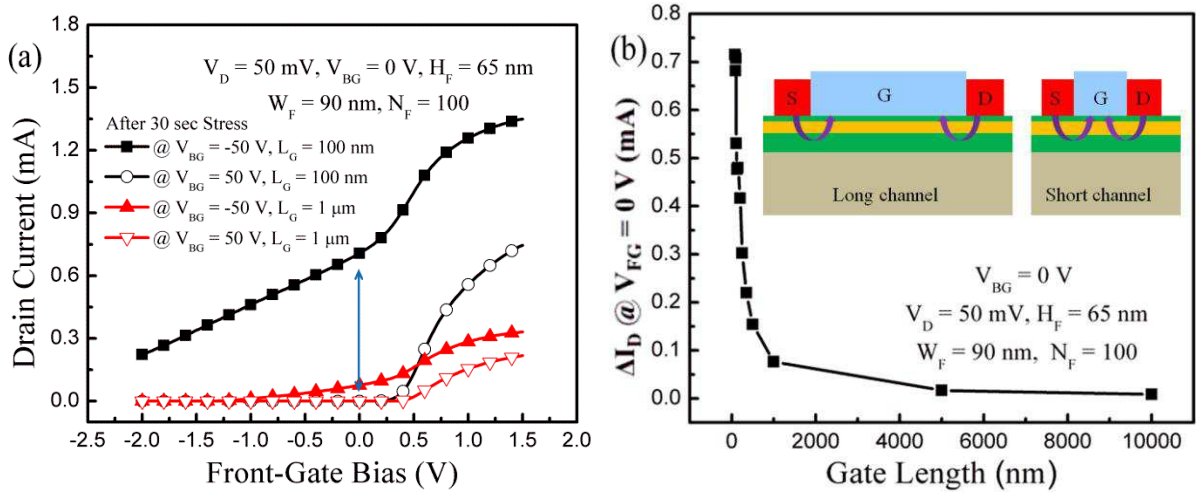 (a)
V_D = 50 mV, V_BG =0 V, H_F = 65 nm
W_F = 90 nm, N_F = 100
After 30 sec Stress
@ V_BG = -50 V, L_G = 100 nm
@ V_BG = 50 V, L_G = 100 nm
@ V_BG = -50 V, L_G = 1 μm
@ V_BG = 50 V, L_G = 1 μm
Drain Current (mA)
1.8
1.5
1.2
0.9
0.6
0.3
0.0
-2.5 -2.0 -1.5 -1.0 -0.5 0.0 0.5 1.0 1.5 2.0
Front-Gate Bias (V)
(b)
ΔI_D @ V_FG = 0 V (mA)
0.8
0.7
0.6
0.5
0.4
0.3
0.2
0.1
0.0
S G D
Long channel
S G D
Short channel
V_BG = 0 V
V_D = 50 mV, H_F = 65 nm
W_F = 90 nm, N_F = 100
0 2000 4000 6000 8000 10000
Gate Length (nm)